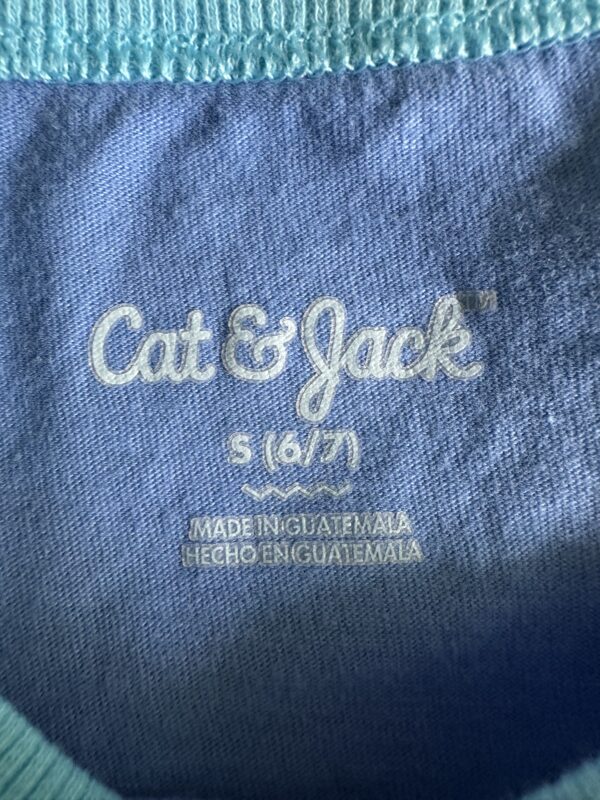 Cat & Jack™
S (6/7)
MADE IN GUATEMALA
HECHO EN GUATEMALA